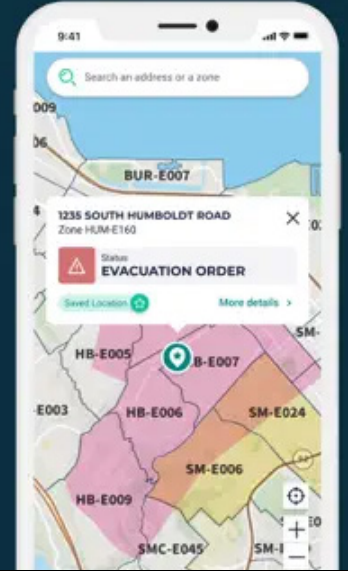 9:41
Search an address or a zone
009
06
BUR-E007
1235 SOUTH HUMBOLDT ROAD
Zone HUM-E160
Status
EVACUATION ORDER
Saved Location
More details >
SM-
HB-E005
B-E007
E003
HB-E006
SM-E024
SM-E006
HB-E009
SMC-E045
SM-